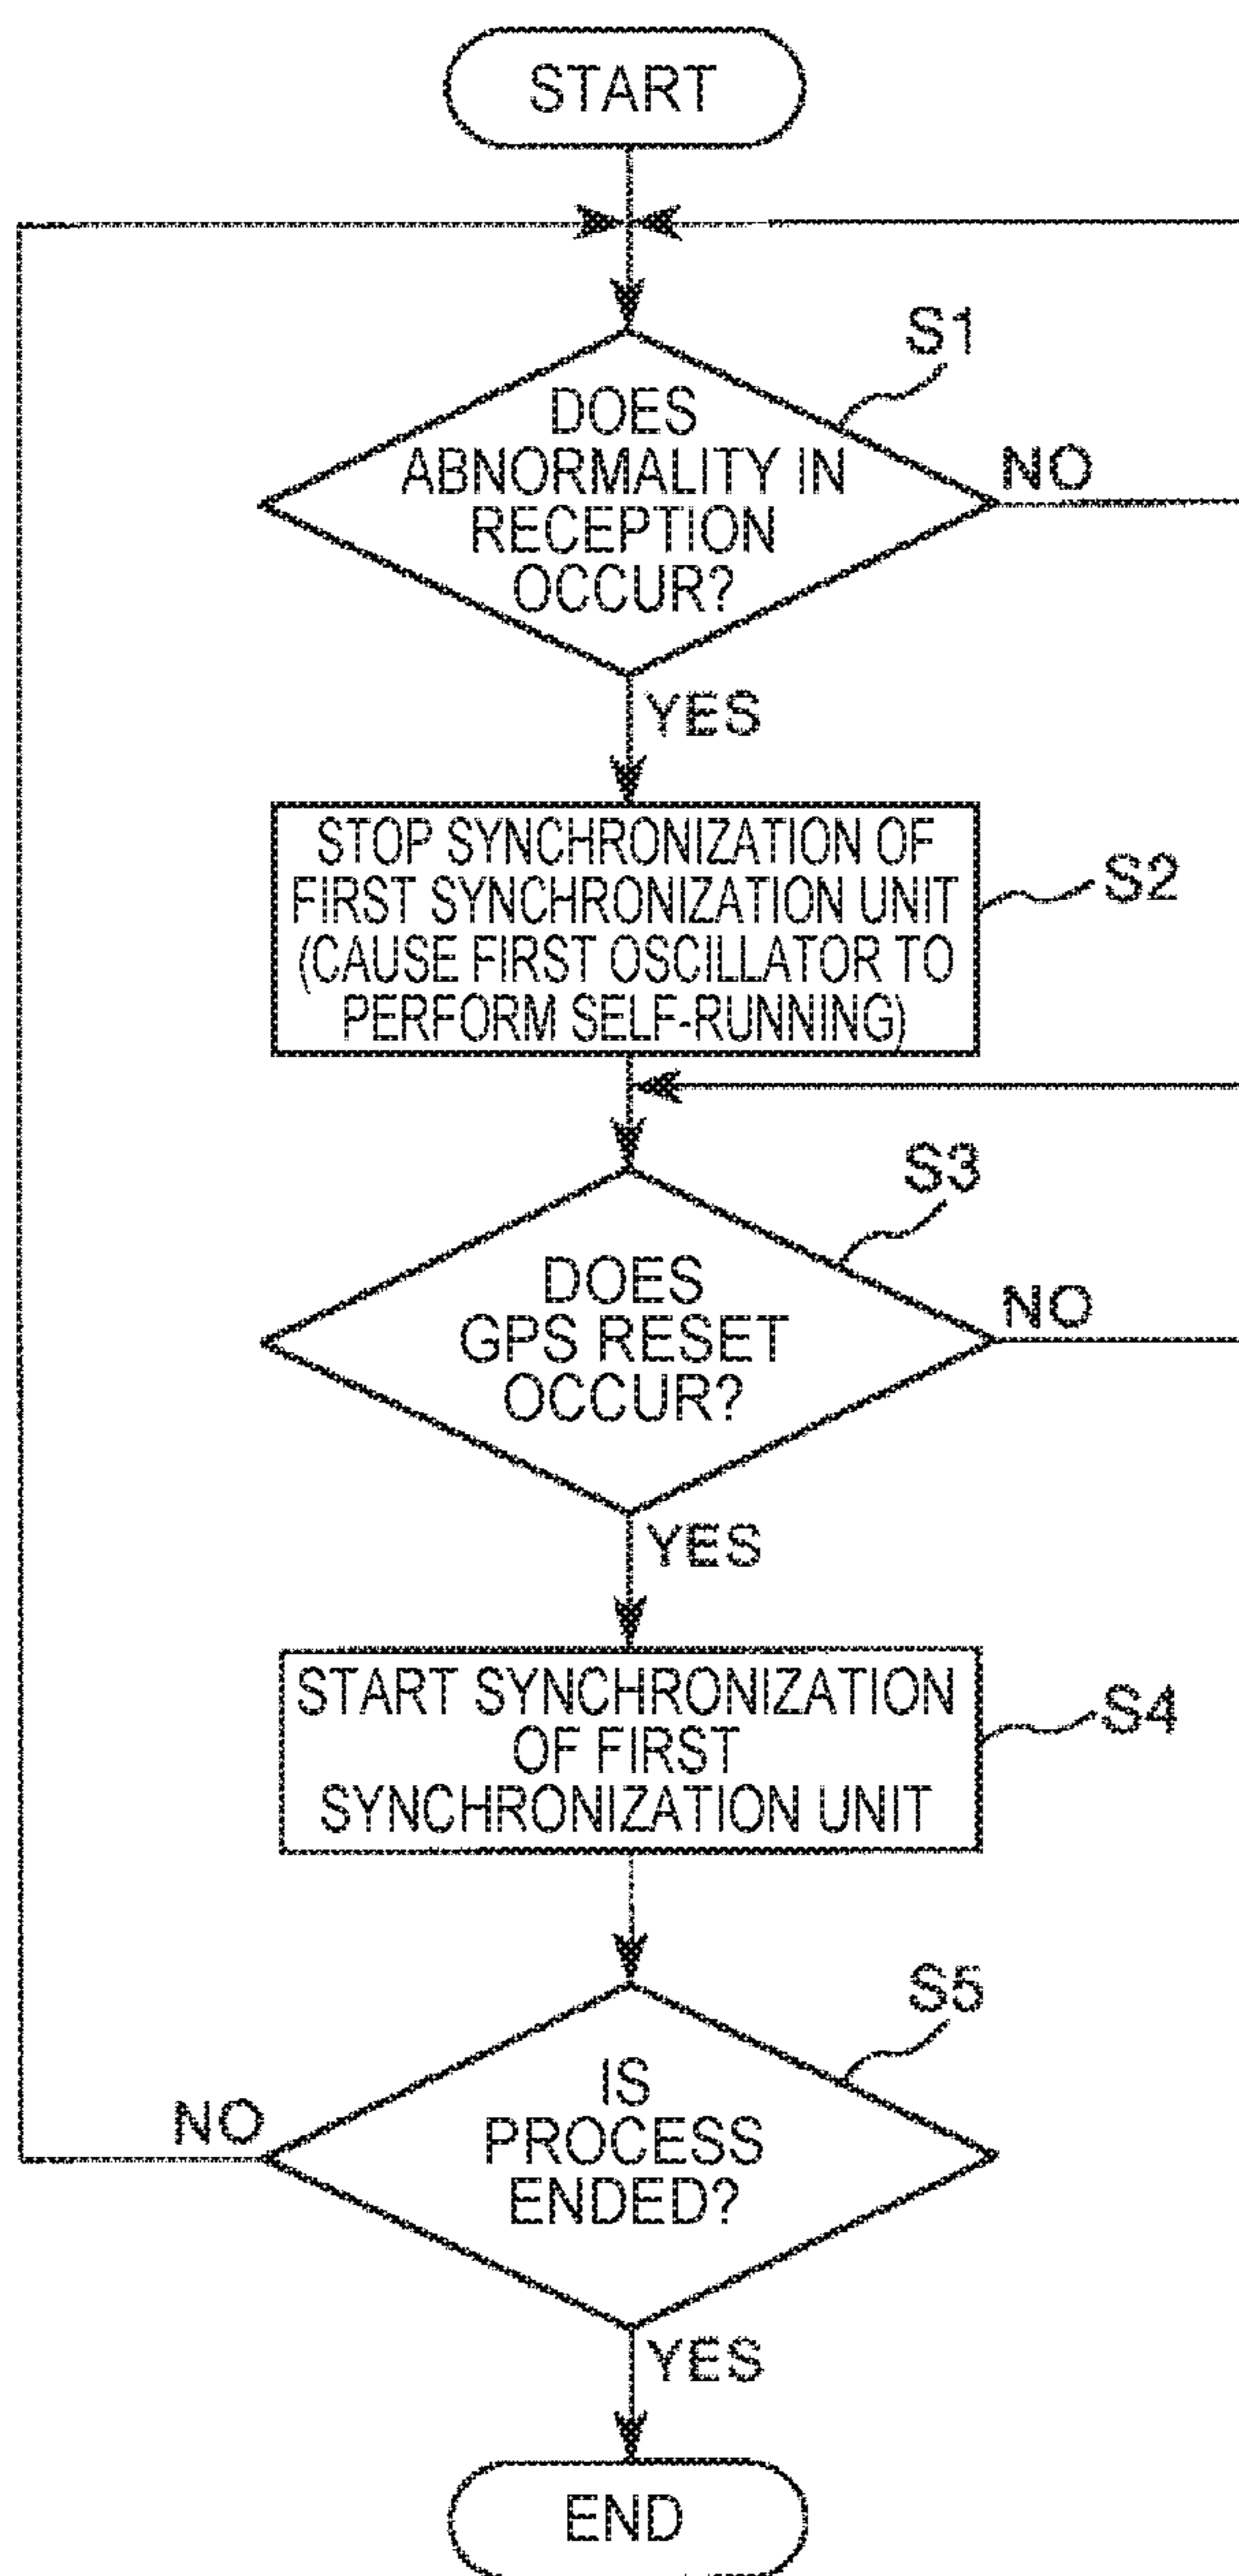 START
S1
DOES
ABNORMALITY IN
RECEPTION
OCCUR?
NO
YES
STOP SYNCHRONIZATION OF
FIRST SYNCHRONIZATION UNIT
(CAUSE FIRST OSCILLATOR TO
PERFORM SELF-RUNNING)
S2
S3
DOES
GPS RESET
OCCUR?
NO
YES
START SYNCHRONIZATION
OF FIRST
SYNCHRONIZATION UNIT
S4
S5
IS
PROCESS
ENDED?
NO
YES
END